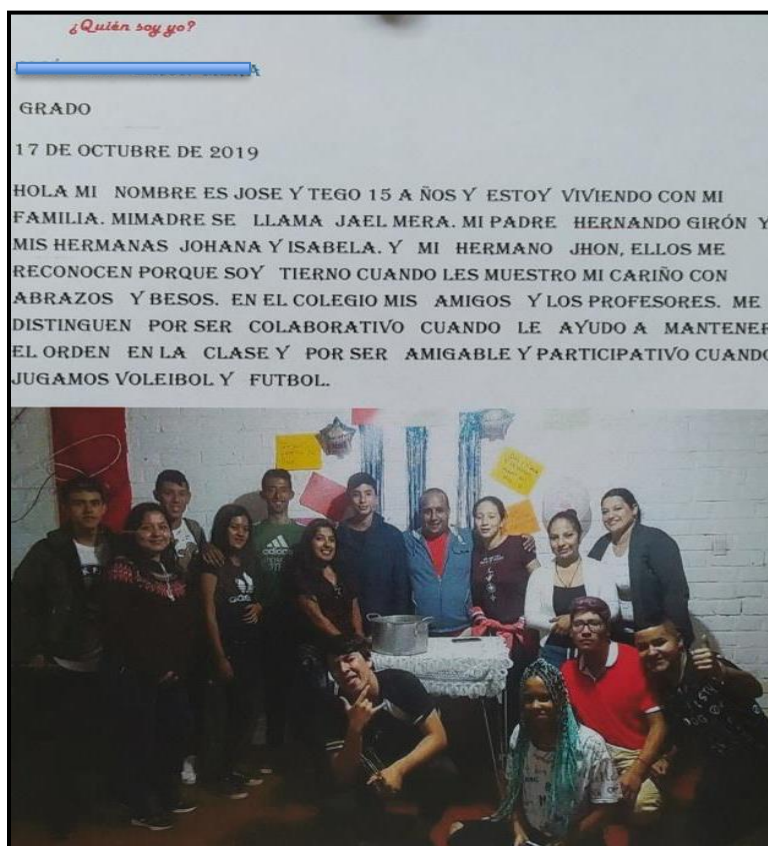 ¿Quién soy yo?
GRADO
17 DE OCTUBRE DE 2019
HOLA MI NOMBRE ES JOSE Y TEGO 15 A ÑOS Y ESTOY VIVIENDO CON MI
FAMILIA. MIMADRE SE LLAMA JAEL MERA. MI PADRE HERNANDO GIRÓN Y
MIS HERMANAS JOHANA Y ISABELA. Y MI HERMANO JHON, ELLOS ME
RECONOCEN PORQUE SOY TIERNO CUANDO LES MUESTRO MI CARIÑO CON
ABRAZOS Y BESOS. EN EL COLEGIO MIS AMIGOS Y LOS PROFESORES. ME
DISTINGUEN POR SER COLABORATIVO CUANDO LE AYUDO A MANTENER
EL ORDEN EN LA CLASE Y POR SER AMIGABLE Y PARTICIPATIVO CUANDO
JUGAMOS VOLEIBOL Y FUTBOL.
adidas
adidas